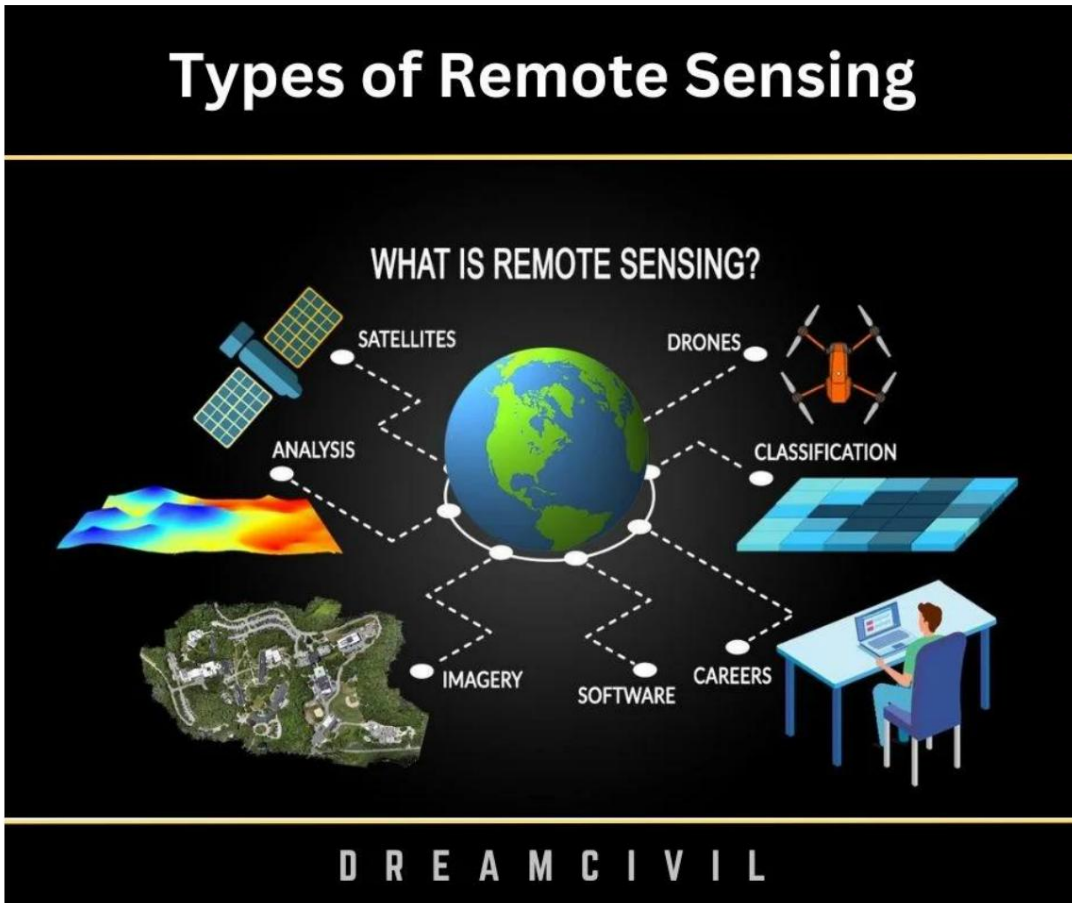 Types of Remote Sensing
WHAT IS REMOTE SENSING?
SATELLITES
DRONES
ANALYSIS
CLASSIFICATION
IMAGERY
SOFTWARE
CAREERS
DREAMCIVIL